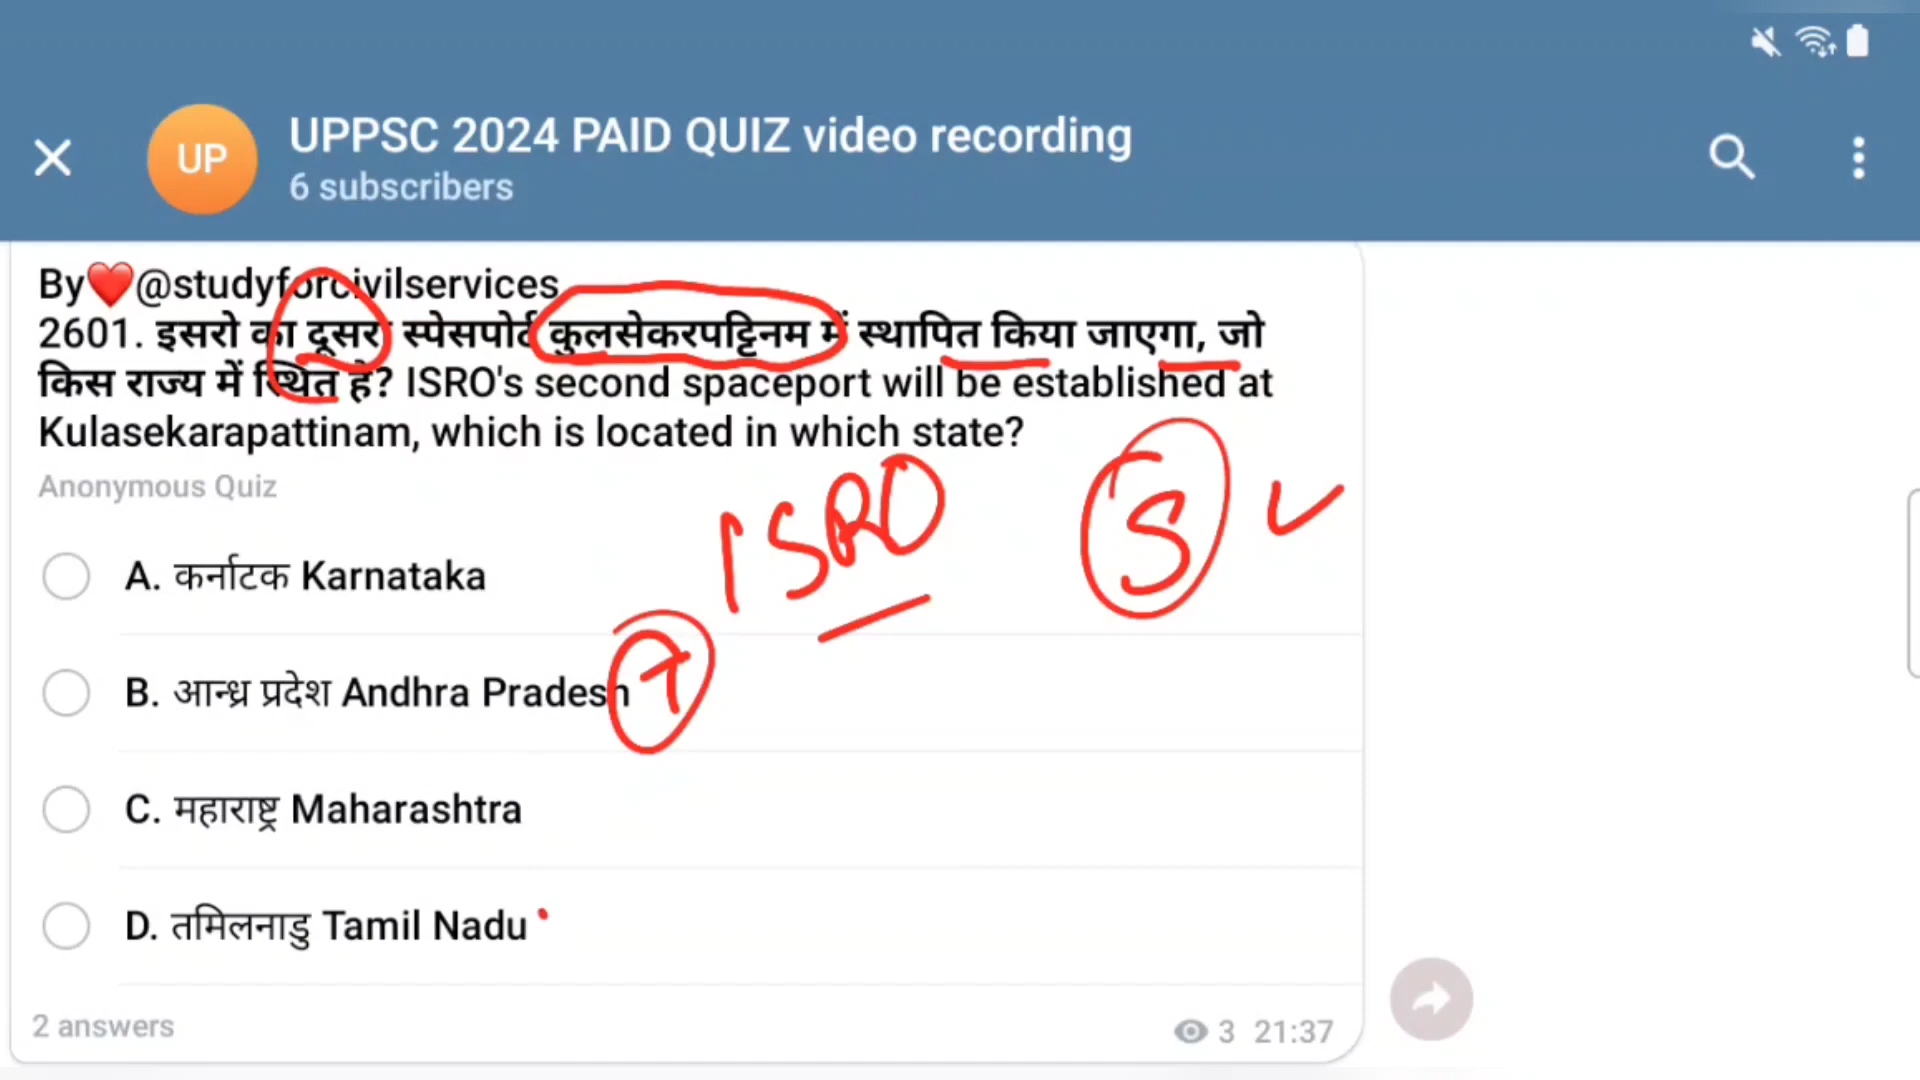 UPPSC 2024 PAID QUIZ video recording
UP
6 subscribers
By❤️@studyforcivilservices
2601. इसरो का दूसरा स्पेसपोर्ट कुलसेकरपट्टिनम में स्थापित किया जाएगा, जो
किस राज्य में स्थित है? ISRO's second spaceport will be established at
Kulasekarapattinam, which is located in which state?
Anonymous Quiz
ISRO
S
A. कर्नाटक Karnataka
B. आन्ध्र प्रदेश Andhra Pradesh
C. महाराष्ट्र Maharashtra
D. तमिलनाडु Tamil Nadu
2 answers
3 21:37